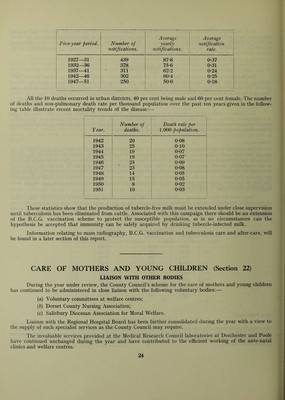 Five-year period. Number of notifications. Average yearly notifications. Average notification rate.
1927—31 439 87·8 0·37
1932—36 378 75·6 0·31
1937—41 311 62·2 0·24
1942—46 302 60·4 0·25
1947—51 250 50·0 0·18
All the 10 deaths occurred in urban districts, 40 per cent being male and 60 per cent female. The number
of deaths and non-pulmonary death rate per thousand population over the past ten years given in the follow-
ing table illustrate recent mortality trends of the disease:—
Year. Number of deaths. Death rate per 1,000 population.
1942 20 0·08
1943 25 0·10
1944 19 0·07
1945 19 0·07
1946 23 0·09
1947 23 0·08
1948 14 0·05
1949 15 0·05
1950 8 0·02
1951 10 0·03
These statistics show that the production of tubercle-free milk must be extended under close supervision
until tuberculosis has been eliminated from cattle. Associated with this campaign there should be an extension
of the B.C.G. vaccination scheme to protect the susceptible population, as in no circumstances can the
hypothesis be accepted that immunity can be safely acquired by drinking tubercle-infected milk.
Information relating to mass radiography, B.C.G. vaccination and tuberculosis care and after-care, will
be found in a later section of this report.
CARE OF MOTHERS AND YOUNG CHILDREN (Section 22)
LIAISON WITH OTHER BODIES
During the year under review, the County Council's scheme for the care of mothers and young children
has continued to be administered in close liaison with the following voluntary bodies:—
(a) Voluntary committees at welfare centres;
(b) Dorset County Nursing Association;
(c) Salisbury Diocesan Association for Moral Welfare.
Liaison with the Regional Hospital Board has been further consolidated during the year with a view to
the supply of such specialist services as the County Council may require.
The invaluable services provided at the Medical Research Council laboratories at Dorchester and Poole
have continued unchanged during the year and have contributed to the efficient working of the ante-natal
clinics and welfare centres.
24